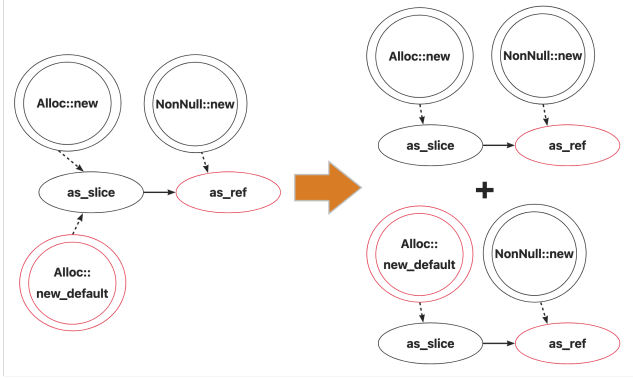 Alloc::new
NonNull::new
as_slice
as_ref
Alloc::
new_default
Alloc::new
NonNull::new
as_slice
as_ref
+
Alloc::
new_default
NonNull::new
as_slice
as_ref